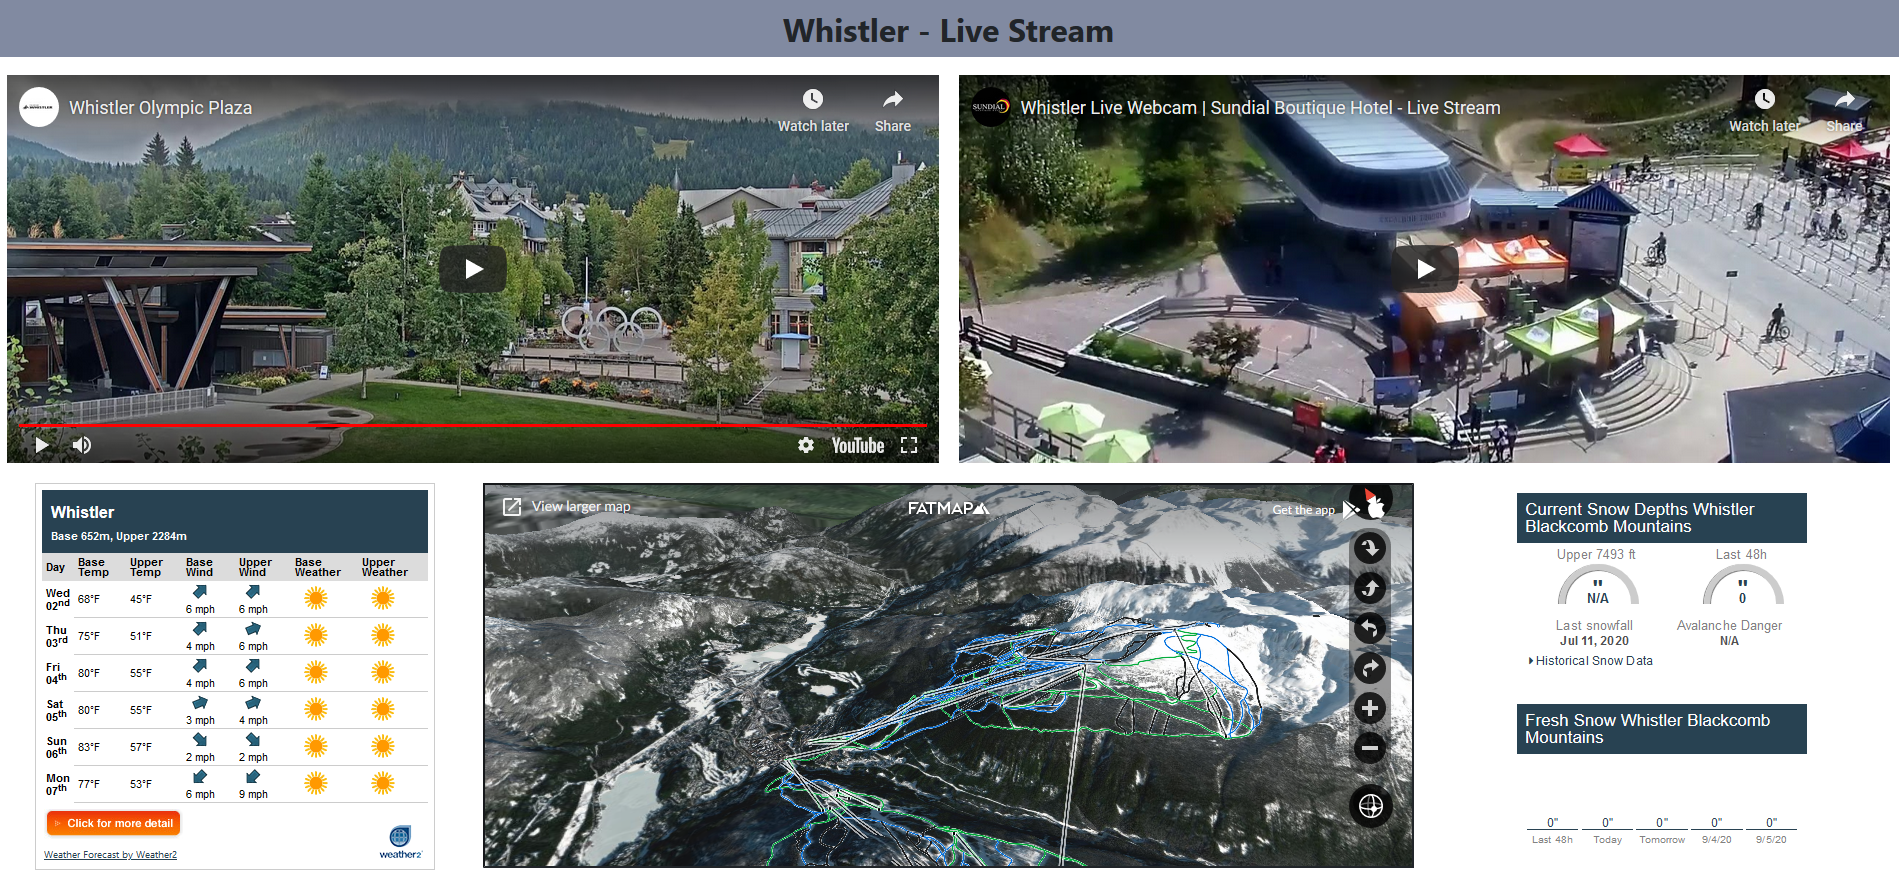 Whistler - Live Stream
WHISTLER
Whistler Olympic Plaza
Watch later
Share
YouTube
SUNDIAL
Whistler Live Webcam | Sundial Boutique Hotel - Live Stream
Watch later
Share
EXCALIBUR GONDOLA
Whistler
Base 652m, Upper 2284m
Day Base Temp Upper Temp Base Wind Upper Wind Base Weather Upper Weather
Wed 02nd 68°F 45°F 6 mph 6 mph
Thu 03rd 75°F 51°F 4 mph 6 mph
Fri 04th 80°F 55°F 4 mph 6 mph
Sat 05th 80°F 55°F 3 mph 4 mph
Sun 06th 83°F 57°F 2 mph 2 mph
Mon 07th 77°F 53°F 6 mph 9 mph
Click for more detail
Weather Forecast by Weather2
weather2
View larger map
FATMAP
Get the app
Current Snow Depths Whistler
Blackcomb Mountains
Upper 7493 ft Last 48h
" "
N/A 0
Last snowfall Avalanche Danger
Jul 11, 2020 N/A
Historical Snow Data
Fresh Snow Whistler Blackcomb
Mountains
0" 0" 0" 0" 0"
Last 48h Today Tomorrow 9/4/20 9/5/20